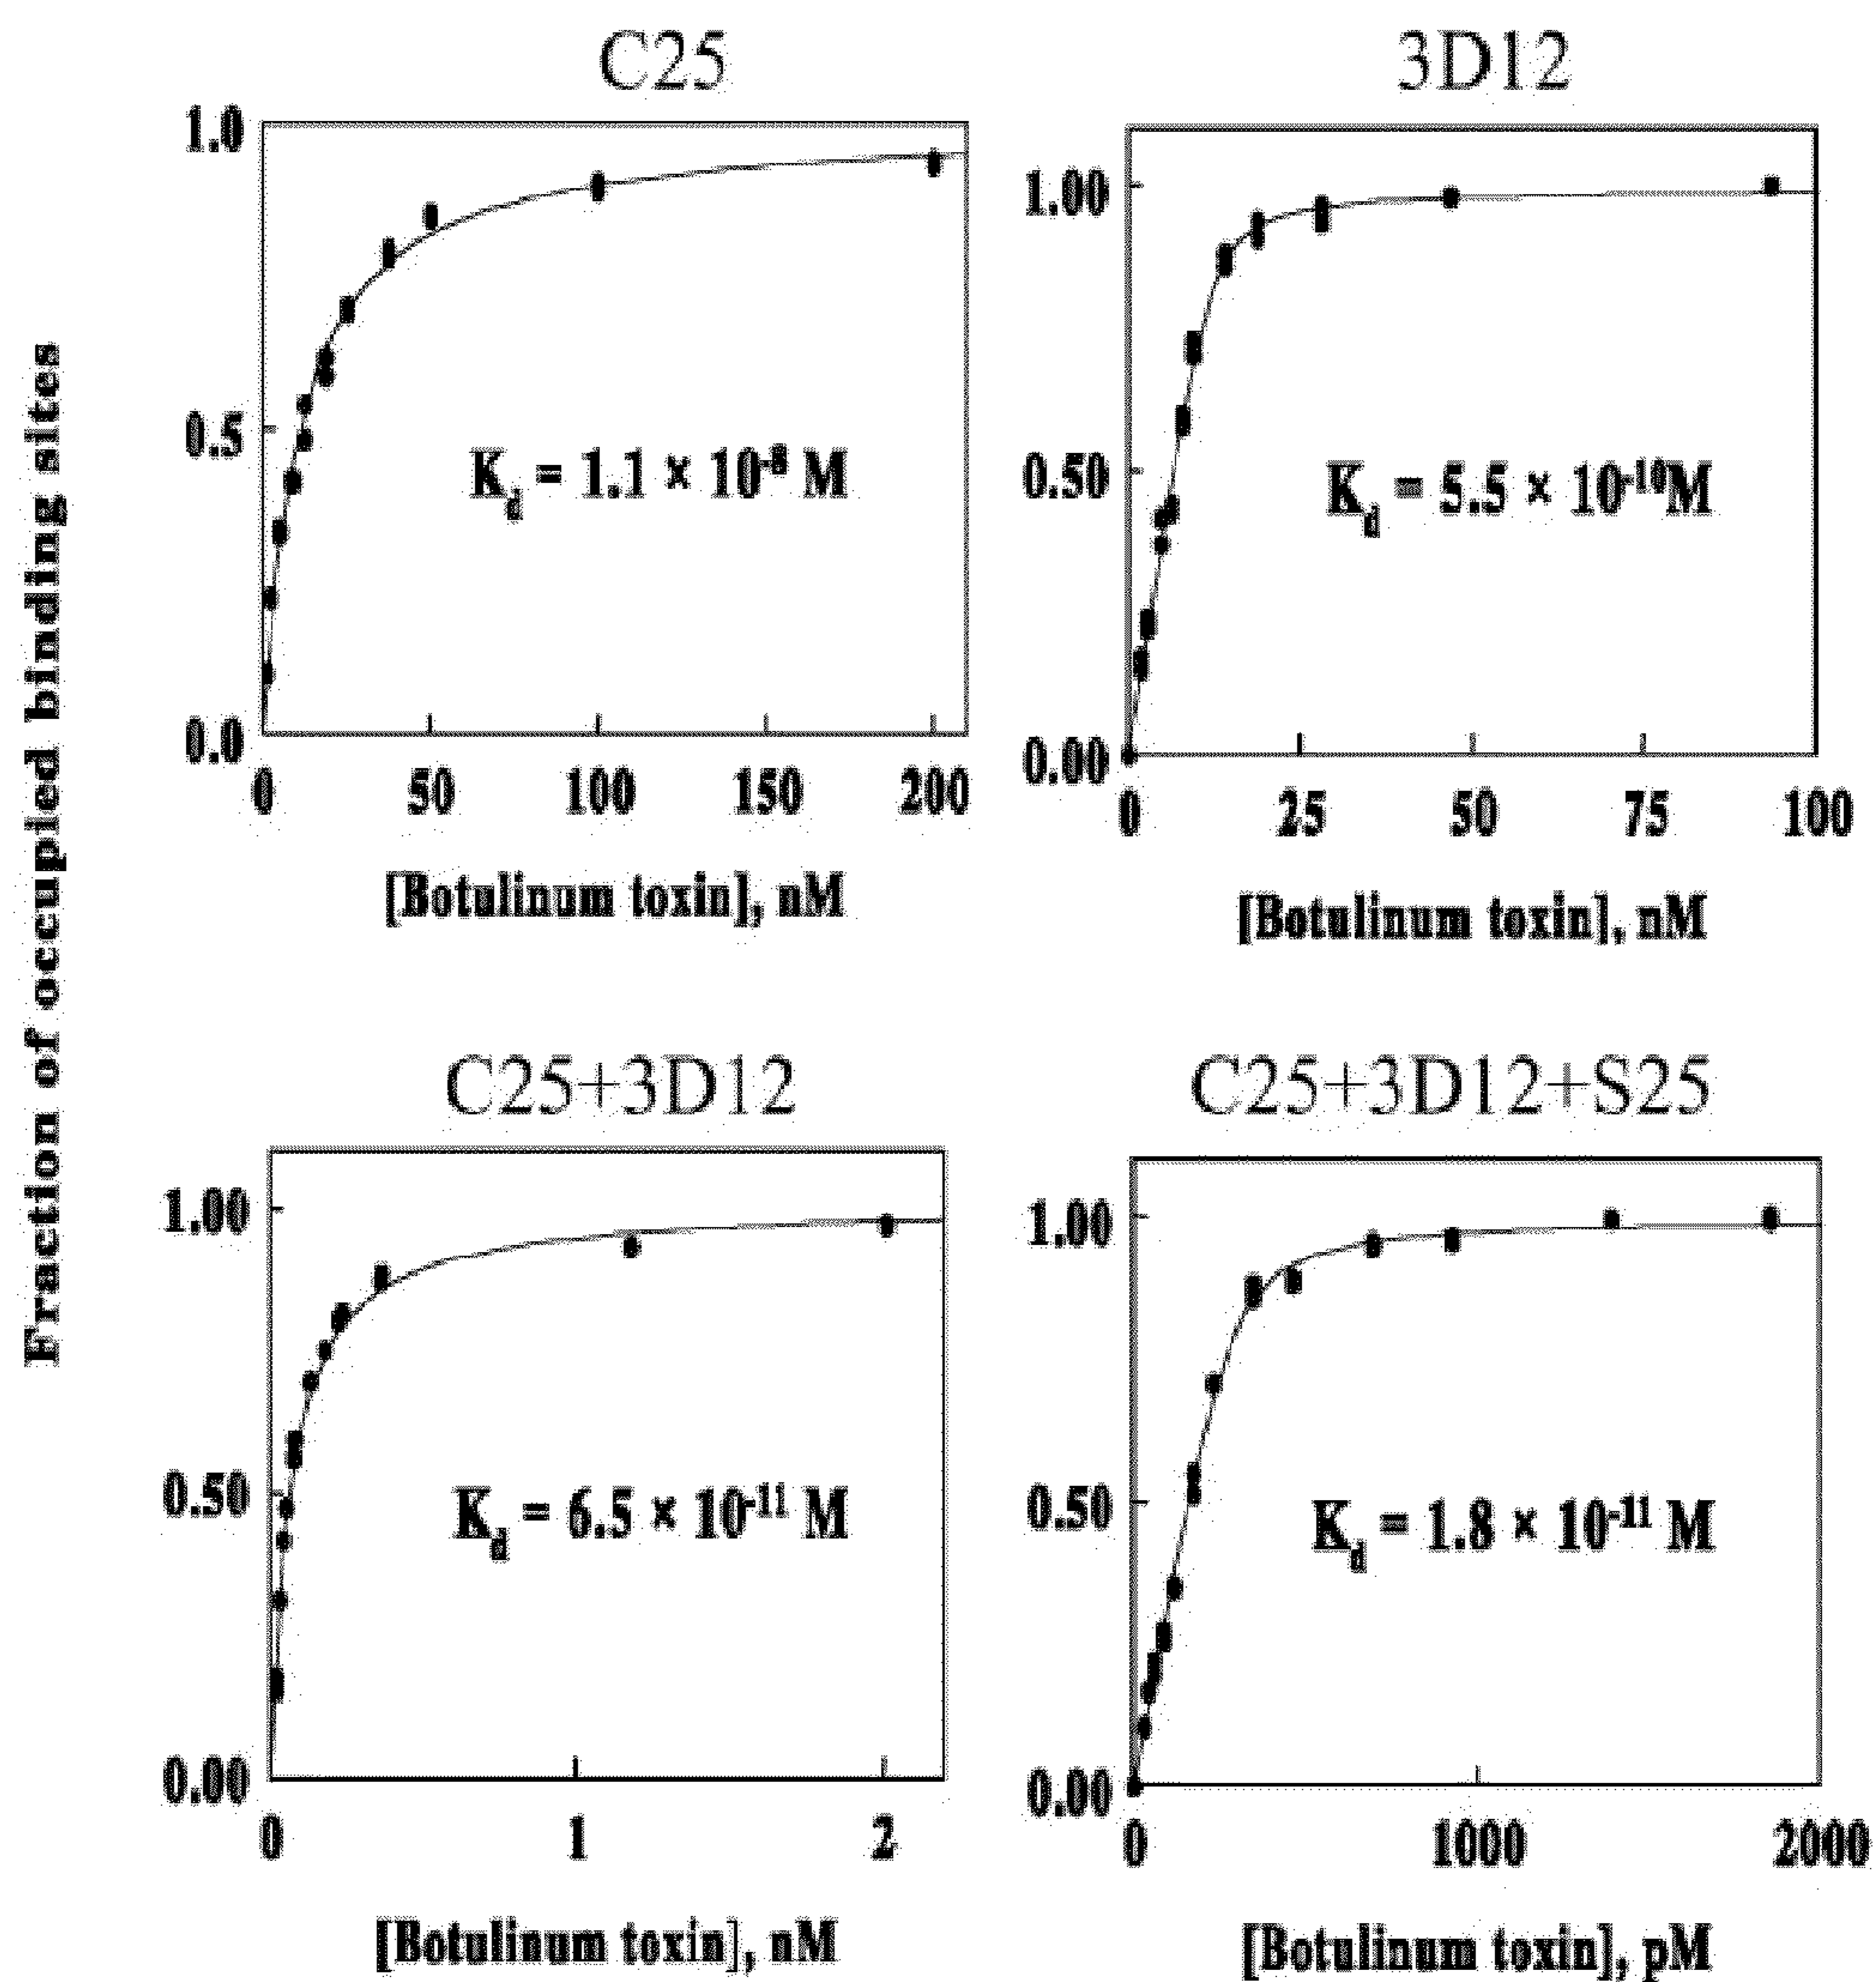 C25
3D12
1.0
0.5
0.0
K_d = 1.1 × 10^-8 M
0 50 100 150 200
[Botulinum toxin], nM
1.00
0.50
0.00
K_d = 5.5 × 10^-10M
0 25 50 75 100
[Botulinum toxin], nM
Fraction of occupied binding sites
C25+3D12
C25+3D12+S25
1.00
0.50
0.00
K_d = 6.5 × 10^-11 M
0 1 2
[Botulinum toxin], nM
1.00
0.50
0.00
K_d = 1.8 × 10^-11 M
0 1000 2000
[Botulinum toxin], pM